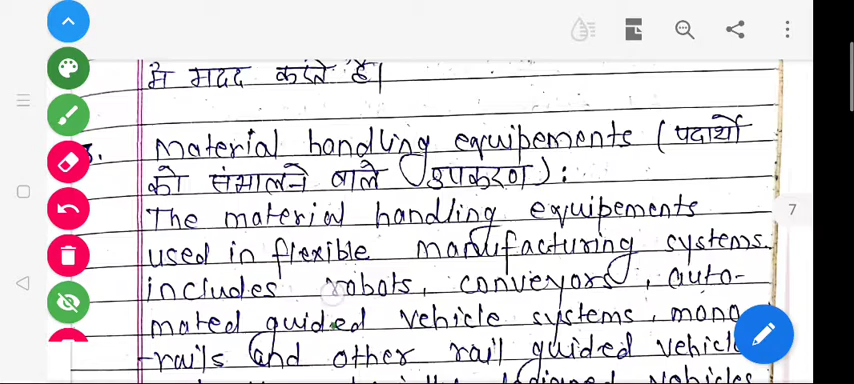 मे मदद करते हैं।
3. Material handling equipements (पदार्थो
को संभालने वाले उपकरण) :
The material handling equipements
used in flexible manufacturing systems
includes robots, conveyors, auto-
mated guided vehicle systems, mono
-rails and other rail guided vehicle
7